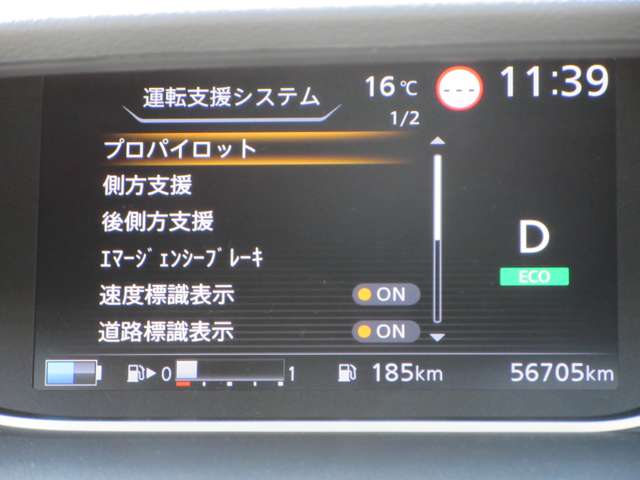 運転支援システム
16℃
---
11:39
1/2
プロパイロット
側方支援
後側方支援
ｴﾏｰｼﾞｪﾝｼｰﾌﾞﾚｰｷ
速度標識表示 ON
道路標識表示 ON
D
ECO
0 1 185km 56705km